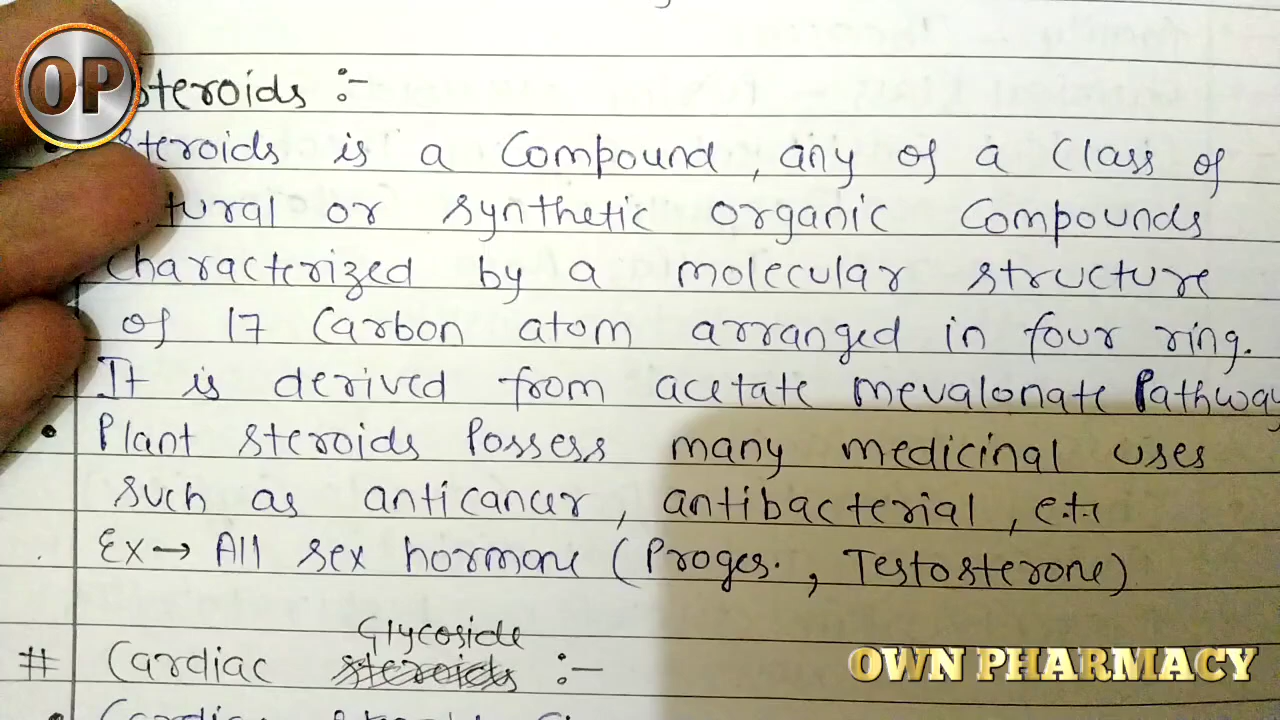 OP
Steroids :-
• Steroids is a Compound, any of a Class of
tural or synthetic organic Compounds
Characterized by a molecular structure
of 17 Carbon atom arranged in four ring.
It is derived from acetate mevalonate Pathway
• Plant steroids Possess many medicinal uses
such as anticancer, antibacterial, etc
Ex → All sex hormone (Proges., Testosterone)
Glycoside
# Cardiac steroids :-
• Cardiac
OWN PHARMACY